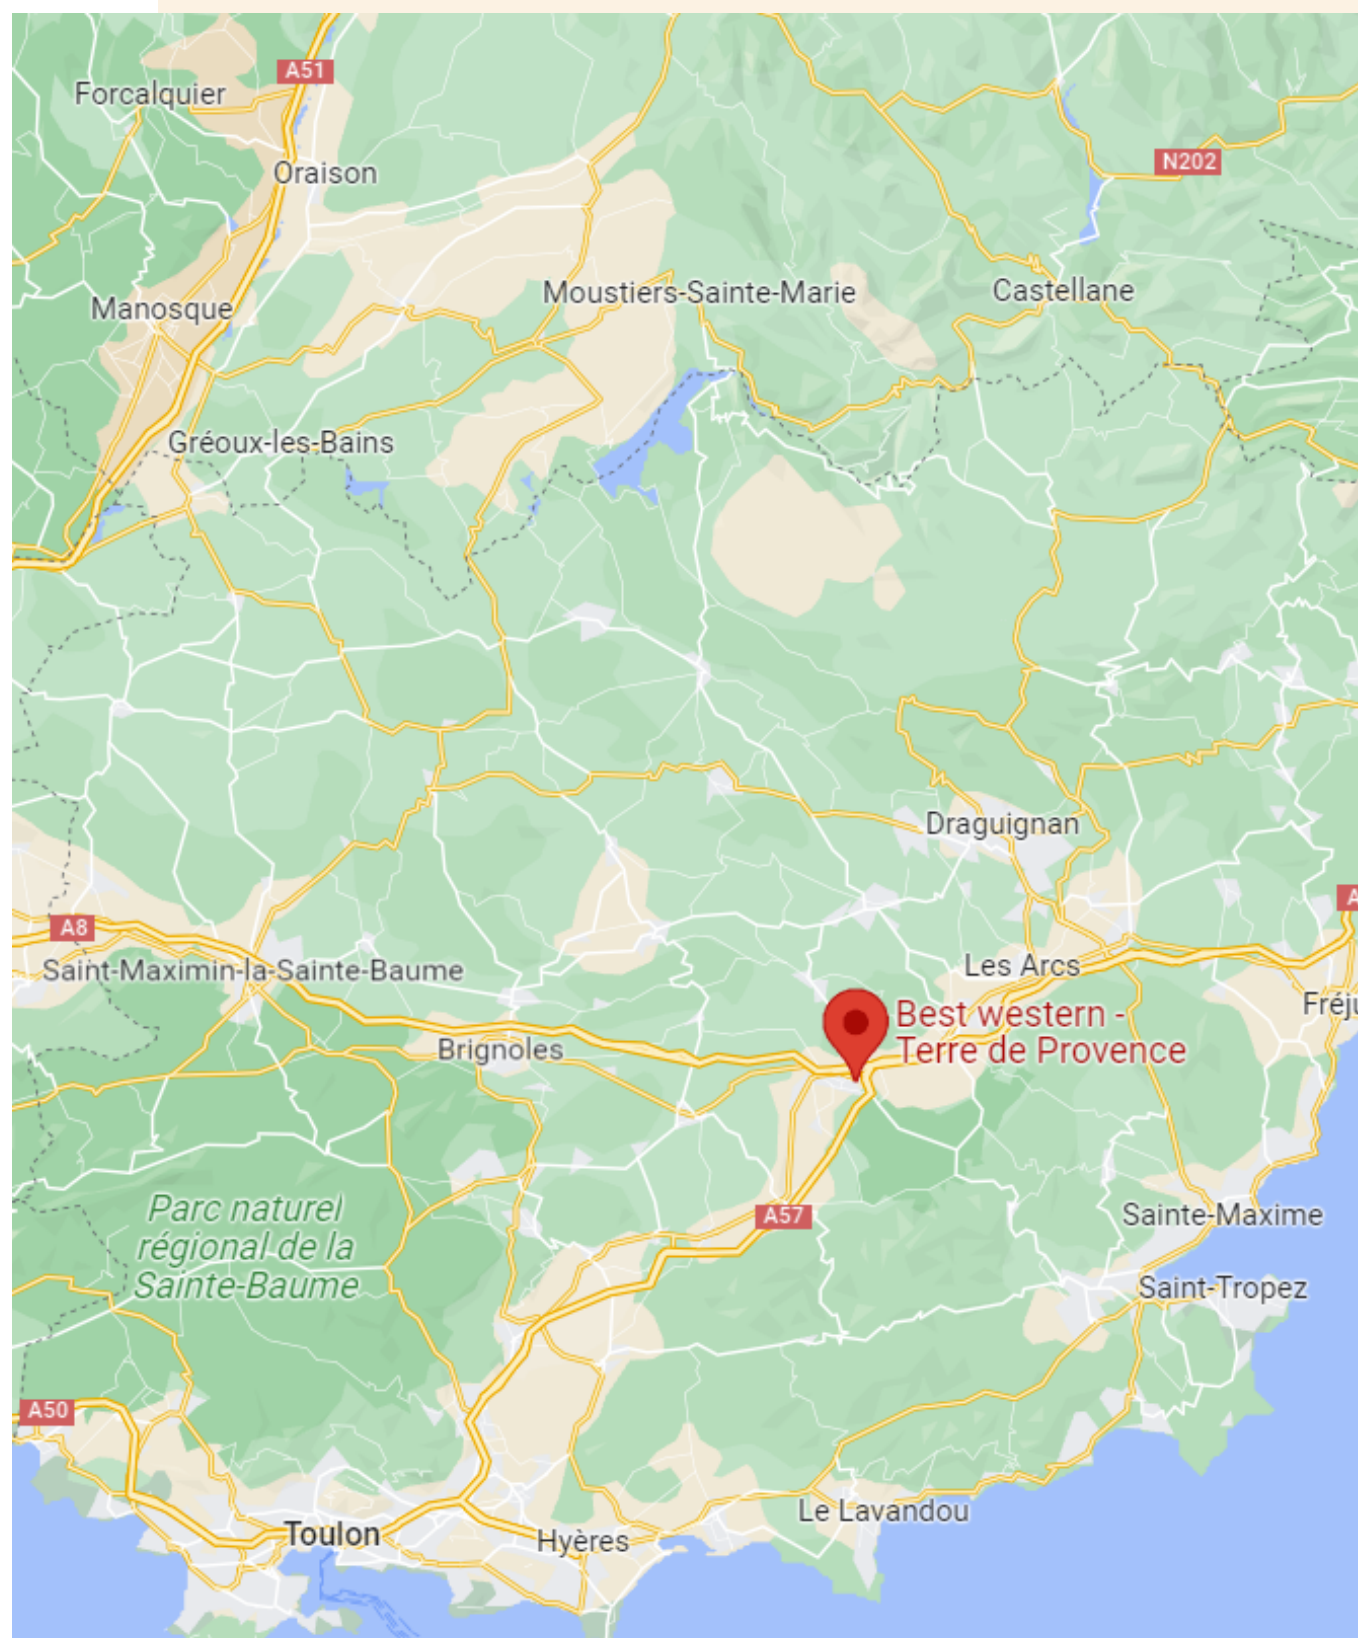 A51
Forcalquier
N202
Oraison
Moustiers-Sainte-Marie
Castellane
Manosque
Gréoux-les-Bains
Draguignan
A8
Saint-Maximin-la-Sainte-Baume
Les Arcs
Fréju
Best western -
Terre de Provence
Brignoles
Parc naturel
régional de la
Sainte-Baume
A57
Sainte-Maxime
Saint-Tropez
A50
Le Lavandou
Toulon
Hyères